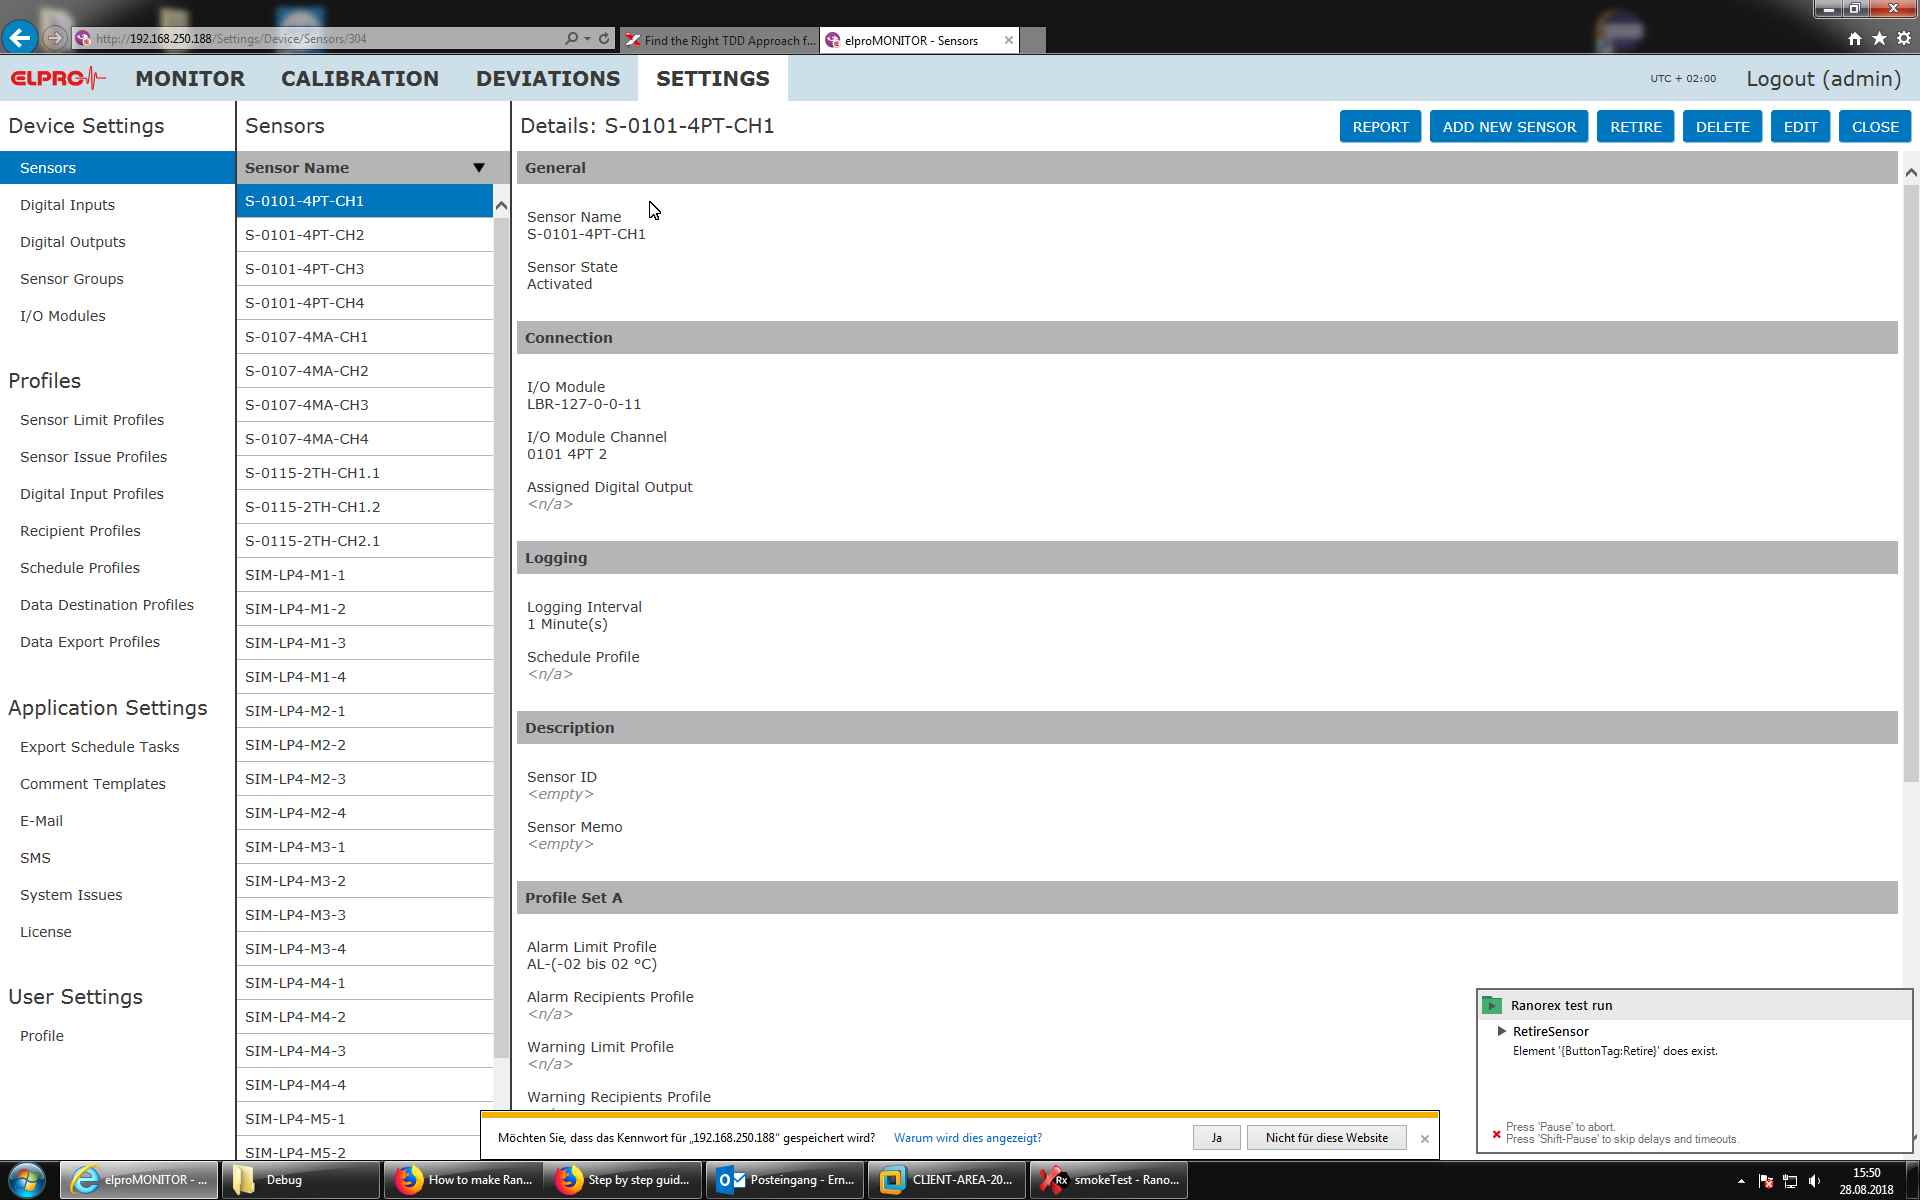 http://192.168.250.188/Settings/Device/Sensors/304
Find the Right TDD Approach f...
elproMONITOR - Sensors
ELPRO
MONITOR
CALIBRATION
DEVIATIONS
SETTINGS
UTC + 02:00
Logout (admin)
Device Settings
Sensors
Digital Inputs
Digital Outputs
Sensor Groups
I/O Modules
Profiles
Sensor Limit Profiles
Sensor Issue Profiles
Digital Input Profiles
Recipient Profiles
Schedule Profiles
Data Destination Profiles
Data Export Profiles
Application Settings
Export Schedule Tasks
Comment Templates
E-Mail
SMS
System Issues
License
User Settings
Profile
Sensors
Sensor Name
S-0101-4PT-CH1
S-0101-4PT-CH2
S-0101-4PT-CH3
S-0101-4PT-CH4
S-0107-4MA-CH1
S-0107-4MA-CH2
S-0107-4MA-CH3
S-0107-4MA-CH4
S-0115-2TH-CH1.1
S-0115-2TH-CH1.2
S-0115-2TH-CH2.1
SIM-LP4-M1-1
SIM-LP4-M1-2
SIM-LP4-M1-3
SIM-LP4-M1-4
SIM-LP4-M2-1
SIM-LP4-M2-2
SIM-LP4-M2-3
SIM-LP4-M2-4
SIM-LP4-M3-1
SIM-LP4-M3-2
SIM-LP4-M3-3
SIM-LP4-M3-4
SIM-LP4-M4-1
SIM-LP4-M4-2
SIM-LP4-M4-3
SIM-LP4-M4-4
SIM-LP4-M5-1
SIM-LP4-M5-2
Details: S-0101-4PT-CH1
REPORT
ADD NEW SENSOR
RETIRE
DELETE
EDIT
CLOSE
General
Sensor Name
S-0101-4PT-CH1
Sensor State
Activated
Connection
I/O Module
LBR-127-0-0-11
I/O Module Channel
0101 4PT 2
Assigned Digital Output
<n/a>
Logging
Logging Interval
1 Minute(s)
Schedule Profile
<n/a>
Description
Sensor ID
<empty>
Sensor Memo
<empty>
Profile Set A
Alarm Limit Profile
AL-(-02 bis 02 °C)
Alarm Recipients Profile
<n/a>
Warning Limit Profile
<n/a>
Warning Recipients Profile
Ranorex test run
RetireSensor
Element '{ButtonTag:Retire}' does exist.
Press 'Pause' to abort.
Press 'Shift-Pause' to skip delays and timeouts.
Möchten Sie, dass das Kennwort für „192.168.250.188“ gespeichert wird?
Warum wird dies angezeigt?
Ja
Nicht für diese Website
elproMONITOR - ...
Debug
How to make Ran...
Step by step guid...
Posteingang - Ern...
CLIENT-AREA-20...
Rx
smokeTest - Rano...
15:50
28.08.2018